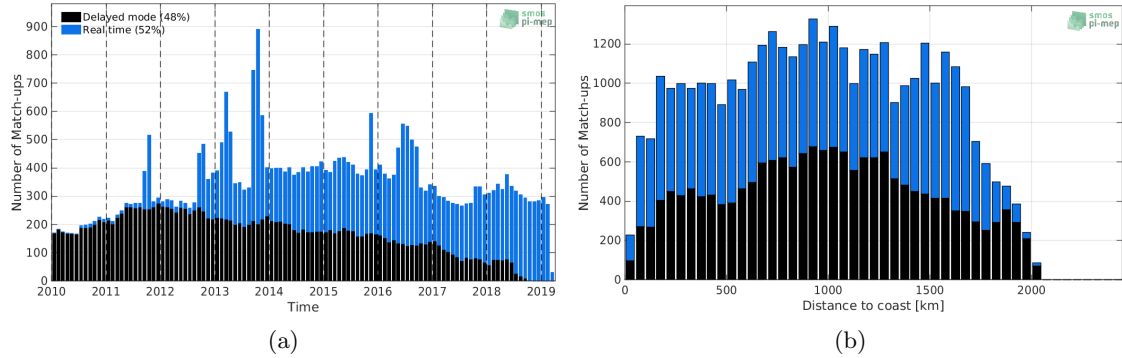 Delayed mode (48%)
Real time (52%)
smos
pi-mep
Number of Match-ups
900
800
700
600
500
400
300
200
100
0
2010 2011 2012 2013 2014 2015 2016 2017 2018 2019
Time
(a)
smos
pi-mep
Number of Match-ups
1200
1000
800
600
400
200
0
0 500 1000 1500 2000
Distance to coast [km]
(b)